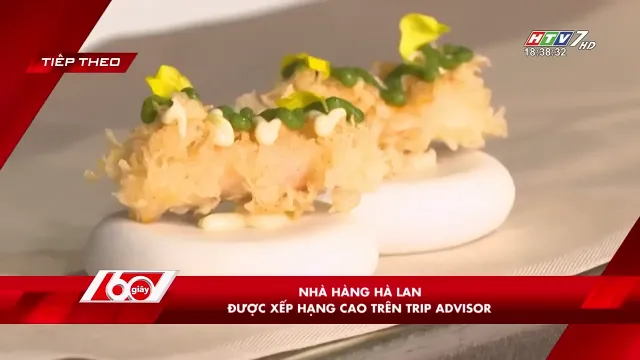 TIẾP THEO
HTV7 HD
18:38:32
60 giây
NHÀ HÀNG HÀ LAN
ĐƯỢC XẾP HẠNG CAO TRÊN TRIP ADVISOR